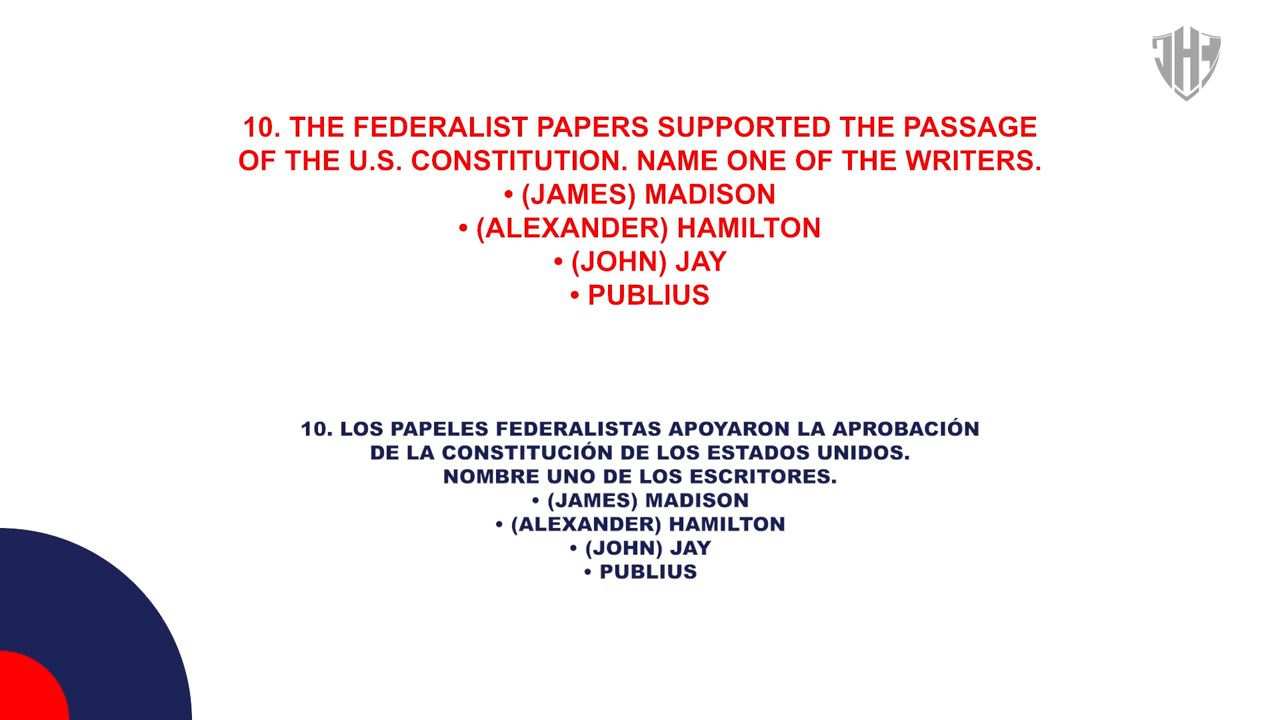 10. THE FEDERALIST PAPERS SUPPORTED THE PASSAGE
OF THE U.S. CONSTITUTION. NAME ONE OF THE WRITERS.
• (JAMES) MADISON
• (ALEXANDER) HAMILTON
• (JOHN) JAY
• PUBLIUS
10. LOS PAPELES FEDERALISTAS APOYARON LA APROBACIÓN
DE LA CONSTITUCIÓN DE LOS ESTADOS UNIDOS.
NOMBRE UNO DE LOS ESCRITORES.
• (JAMES) MADISON
• (ALEXANDER) HAMILTON
• (JOHN) JAY
• PUBLIUS